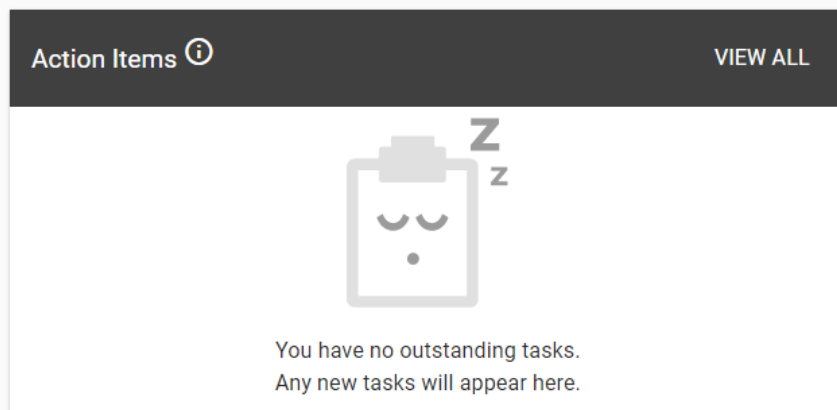 Action Items
VIEW ALL
Z
z
You have no outstanding tasks.
Any new tasks will appear here.